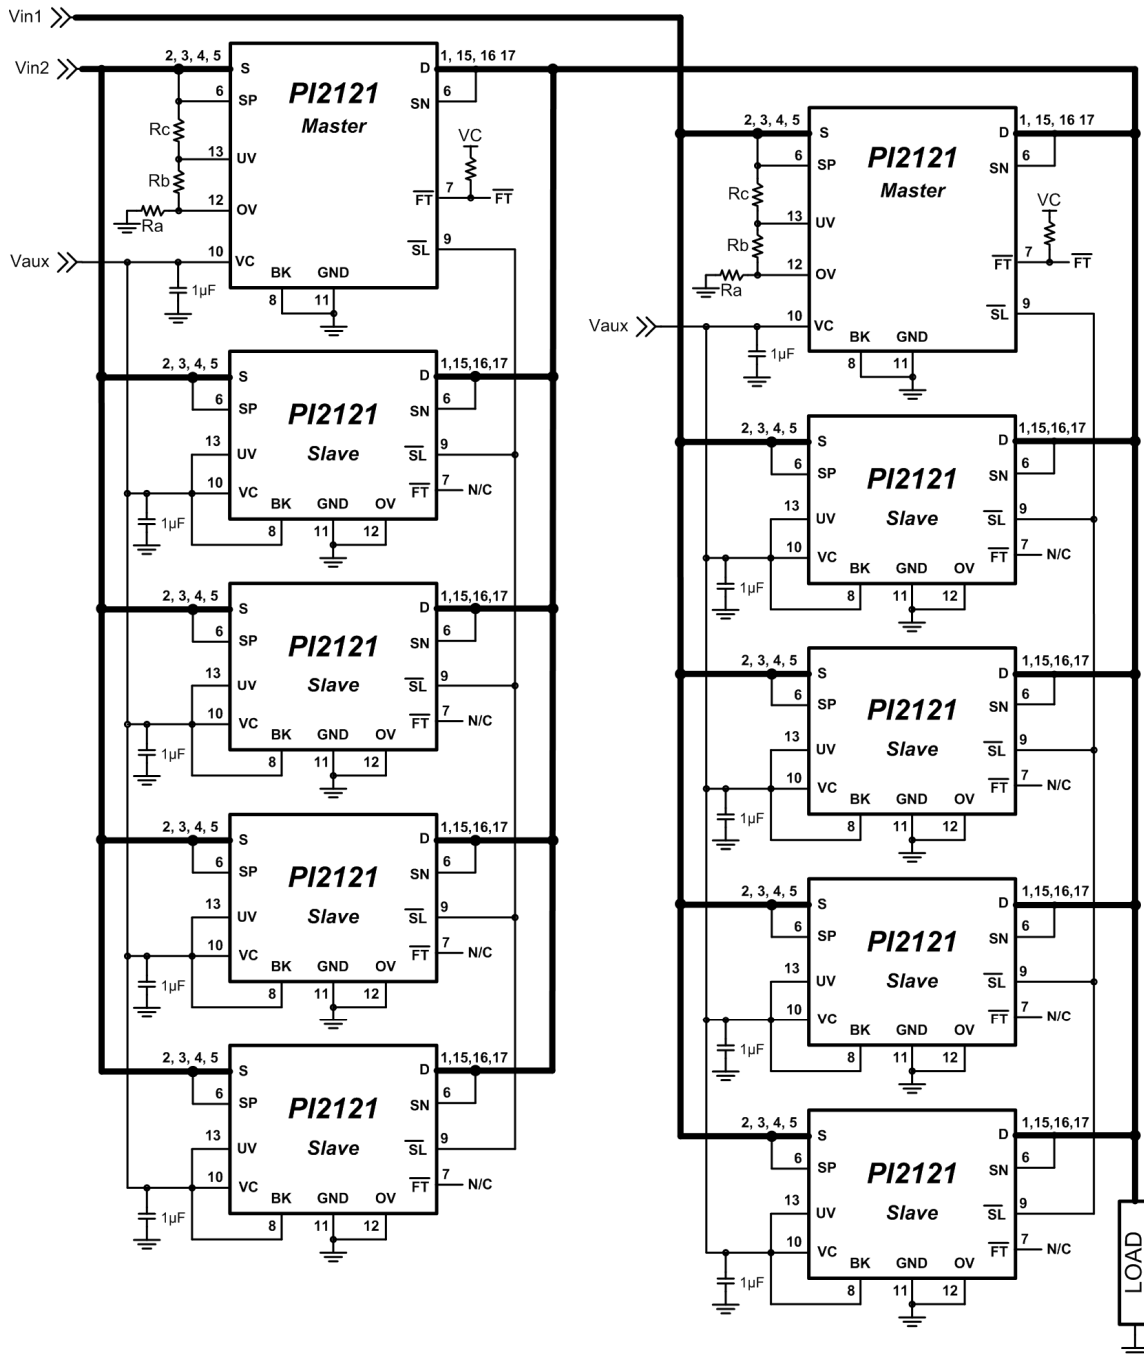 Vin1
Vin2
2, 3, 4, 5
S
D
1, 15, 16 17
6
SP
PI2121
Master
SN
6
Rc
VC
13
UV
Rb
12
OV
Ra
FT
7
FT
SL
9
Vaux
10
VC
BK
GND
1µF
8
11
2, 3, 4, 5
S
D
1,15,16,17
6
SP
PI2121
Slave
SN
6
13
UV
SL
9
10
VC
FT
7
N/C
BK
GND
OV
1µF
8
11
12
2, 3, 4, 5
S
D
1,15,16,17
6
SP
PI2121
Slave
SN
6
13
UV
SL
9
10
VC
FT
7
N/C
BK
GND
OV
1µF
8
11
12
2, 3, 4, 5
S
D
1,15,16,17
6
SP
PI2121
Slave
SN
6
13
UV
SL
9
10
VC
FT
7
N/C
BK
GND
OV
1µF
8
11
12
2, 3, 4, 5
S
D
1,15,16,17
6
SP
PI2121
Slave
SN
6
13
UV
SL
9
10
VC
FT
7
N/C
BK
GND
OV
1µF
8
11
12
2, 3, 4, 5
S
D
1, 15, 16 17
6
SP
PI2121
Master
SN
6
Rc
VC
13
UV
Rb
12
OV
Ra
FT
7
FT
SL
9
Vaux
10
VC
BK
GND
1µF
8
11
2, 3, 4, 5
S
D
1,15,16,17
6
SP
PI2121
Slave
SN
6
13
UV
SL
9
10
VC
FT
7
N/C
BK
GND
OV
1µF
8
11
12
2, 3, 4, 5
S
D
1,15,16,17
6
SP
PI2121
Slave
SN
6
13
UV
SL
9
10
VC
FT
7
N/C
BK
GND
OV
1µF
8
11
12
2, 3, 4, 5
S
D
1,15,16,17
6
SP
PI2121
Slave
SN
6
13
UV
SL
9
10
VC
FT
7
N/C
BK
GND
OV
1µF
8
11
12
2, 3, 4, 5
S
D
1,15,16,17
6
SP
PI2121
Slave
SN
6
13
UV
SL
9
10
VC
FT
7
N/C
BK
GND
OV
1µF
8
11
12
LOAD